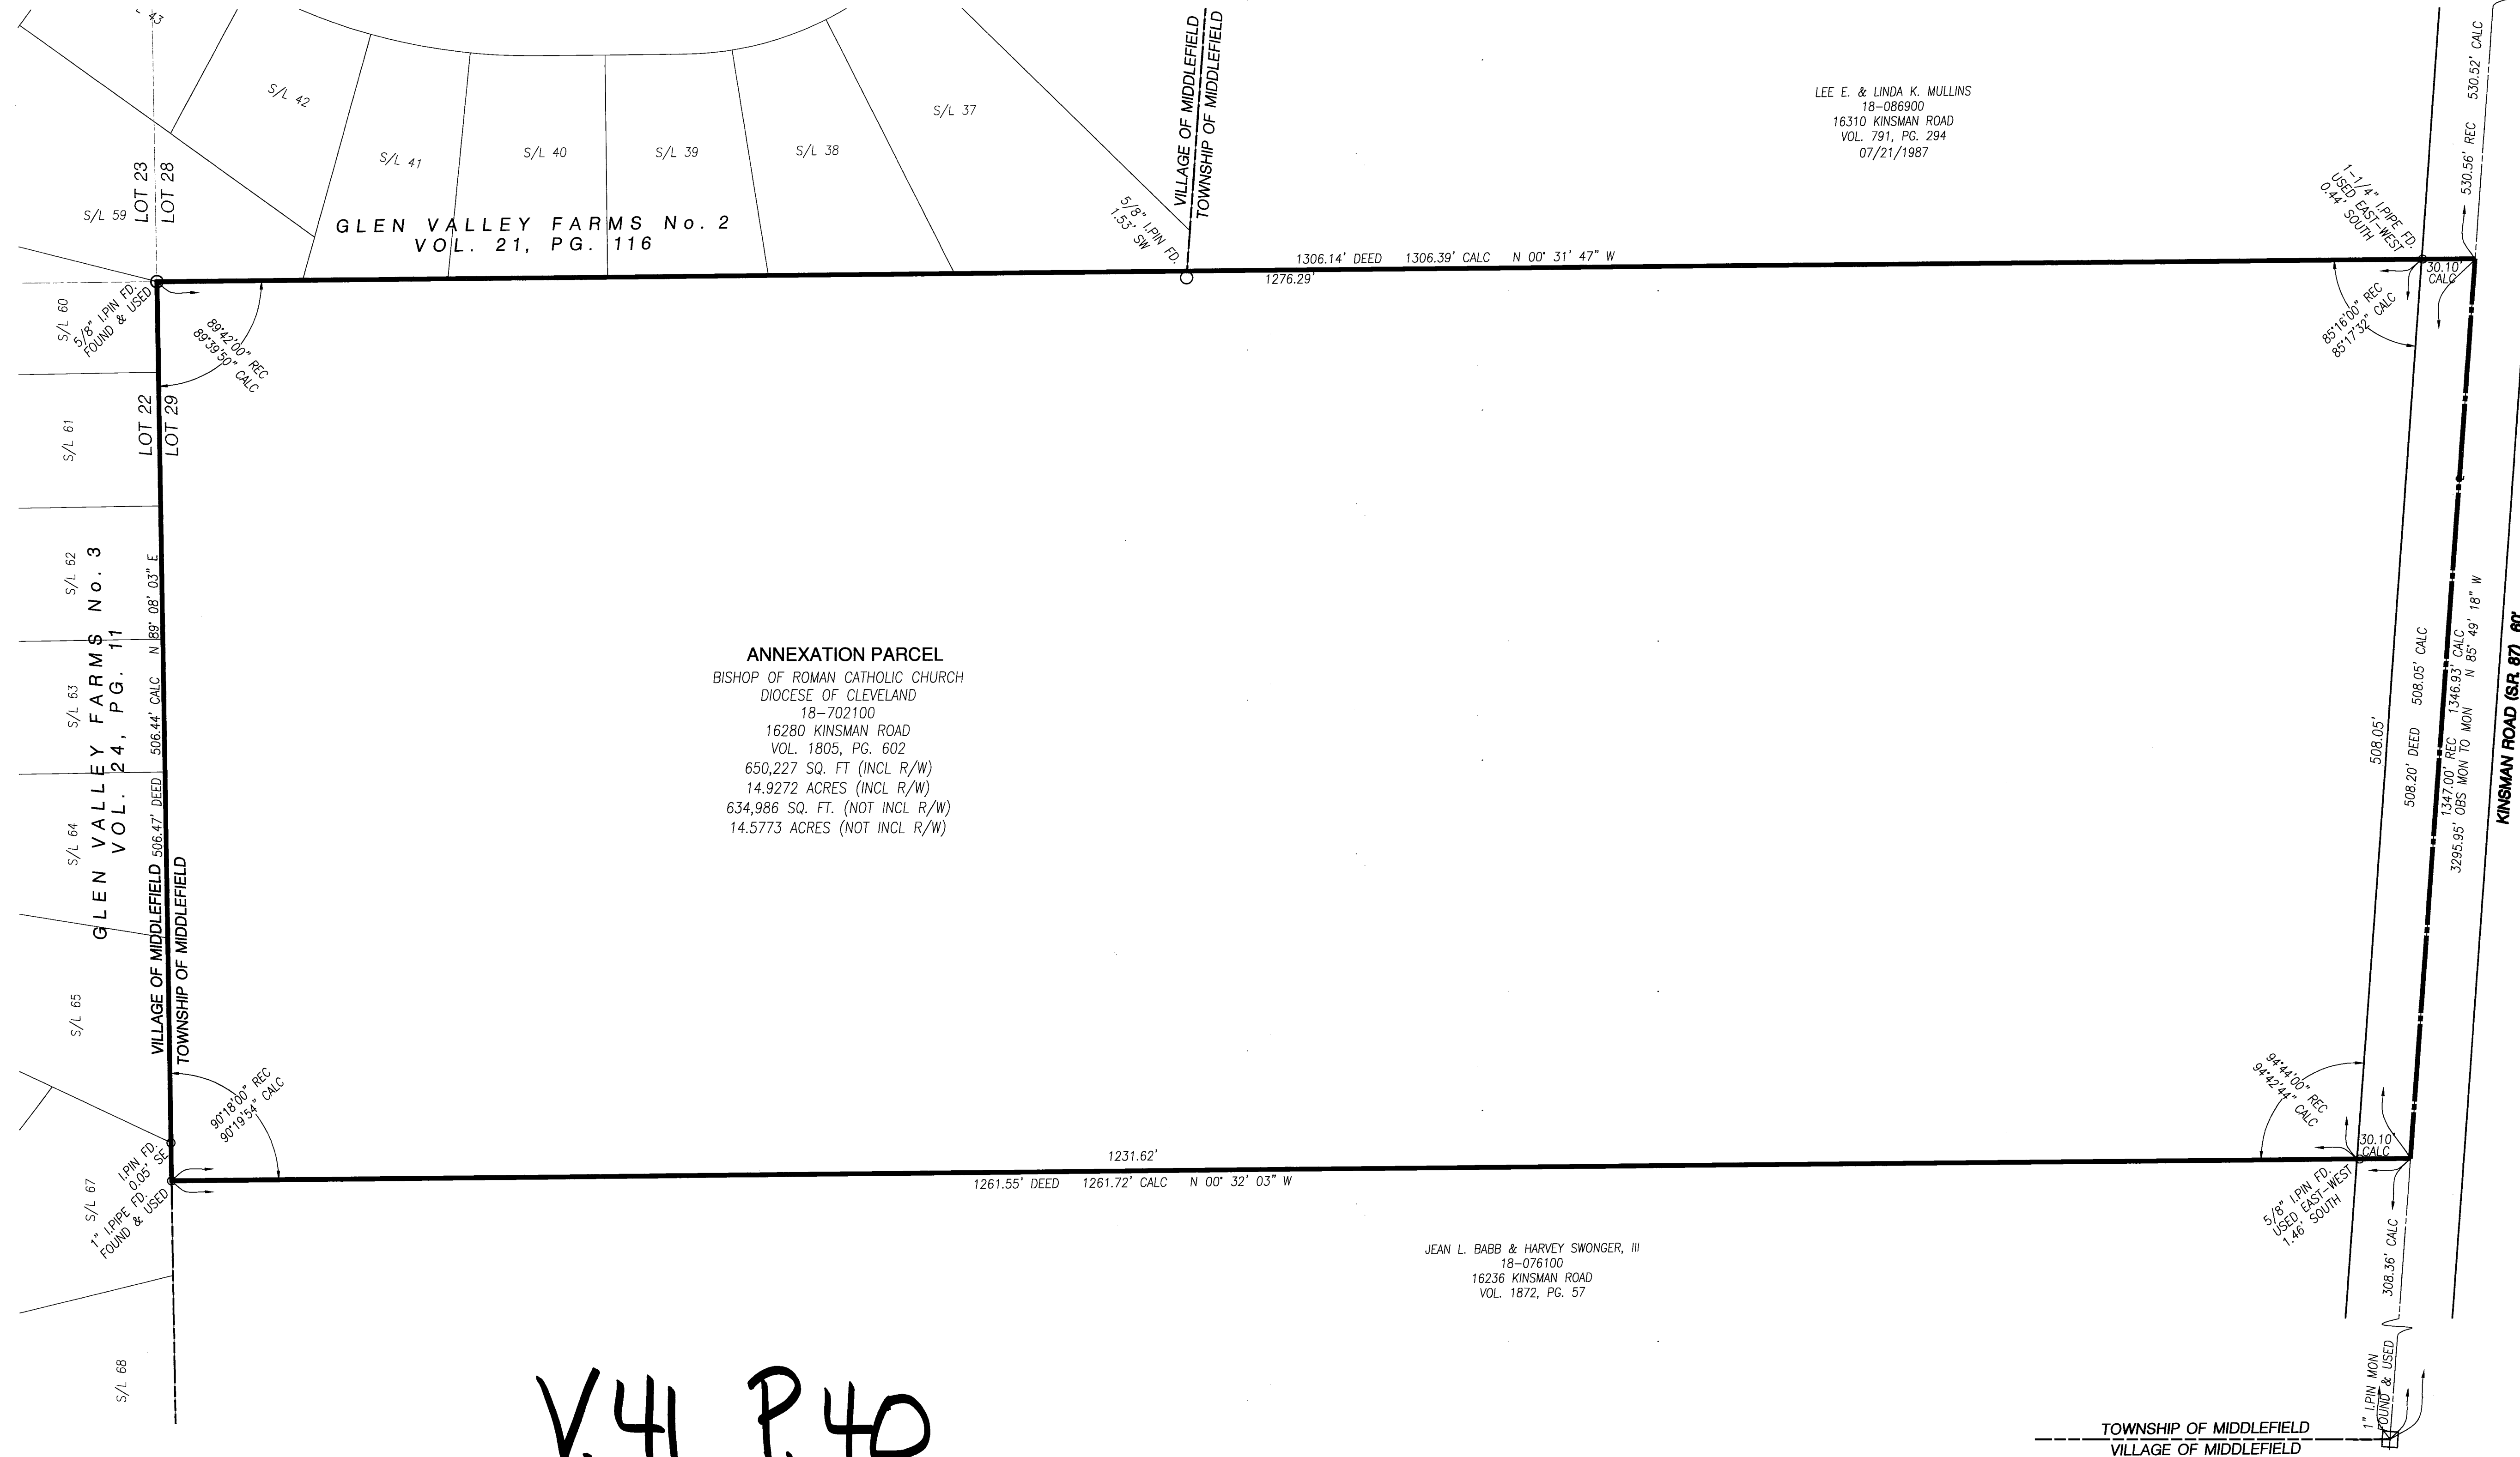 S/L 42
S/L 41
S/L 40
S/L 39
S/L 38
S/L 37
S/L 59
LOT 23
LOT 28
GLEN VALLEY FARMS No. 2
VOL. 21, PG. 116
VILLAGE OF MIDDLEFIELD
TOWNSHIP OF MIDDLEFIELD
5/8" I.PIN FD.
1.53' SW
LEE E. & LINDA K. MULLINS
18-086900
16310 KINSMAN ROAD
VOL. 791, PG. 294
07/21/1987
1-1/4" I.PIPE FD.
USED EAST-WEST
0.44' SOUTH
530.56' REC 530.52' CALC
1306.14' DEED 1306.39' CALC N 00° 31' 47" W
1276.29'
30.10'
CALC
85°16'00" REC
85°17'32" CALC
S/L 60
5/8" I.PIN FD.
FOUND & USED
89°42'00" REC
89°39'50" CALC
S/L 61
LOT 22
LOT 29
S/L 62
S/L 63
S/L 64
S/L 65
GLEN VALLEY FARMS No. 3
VOL. 24, PG. 11
506.47' DEED 506.44' CALC N 89° 08' 03" E
VILLAGE OF MIDDLEFIELD
TOWNSHIP OF MIDDLEFIELD
ANNEXATION PARCEL
BISHOP OF ROMAN CATHOLIC CHURCH
DIOCESE OF CLEVELAND
18-702100
16280 KINSMAN ROAD
VOL. 1805, PG. 602
650,227 SQ. FT (INCL R/W)
14.9272 ACRES (INCL R/W)
634,986 SQ. FT. (NOT INCL R/W)
14.5773 ACRES (NOT INCL R/W)
508.05'
508.20' DEED 508.05' CALC
1347.00' REC 1346.93' CALC
3295.95' OBS MON TO MON N 85° 49' 18" W
KINSMAN ROAD (S.R. 87) 60'
90°18'00" REC
90°19'54" CALC
94°44'00" REC
94°42'44" CALC
I.PIN FD.
0.05' SE
1" I.PIPE FD.
FOUND & USED
S/L 67
1231.62'
1261.55' DEED 1261.72' CALC N 00° 32' 03" W
30.10'
CALC
5/8" I.PIN FD.
USED EAST-WEST
1.46' SOUTH
308.36' CALC
JEAN L. BABB & HARVEY SWONGER, III
18-076100
16236 KINSMAN ROAD
VOL. 1872, PG. 57
S/L 68
V.41 P.40
1" I.PIN MON
FOUND & USED
TOWNSHIP OF MIDDLEFIELD
VILLAGE OF MIDDLEFIELD